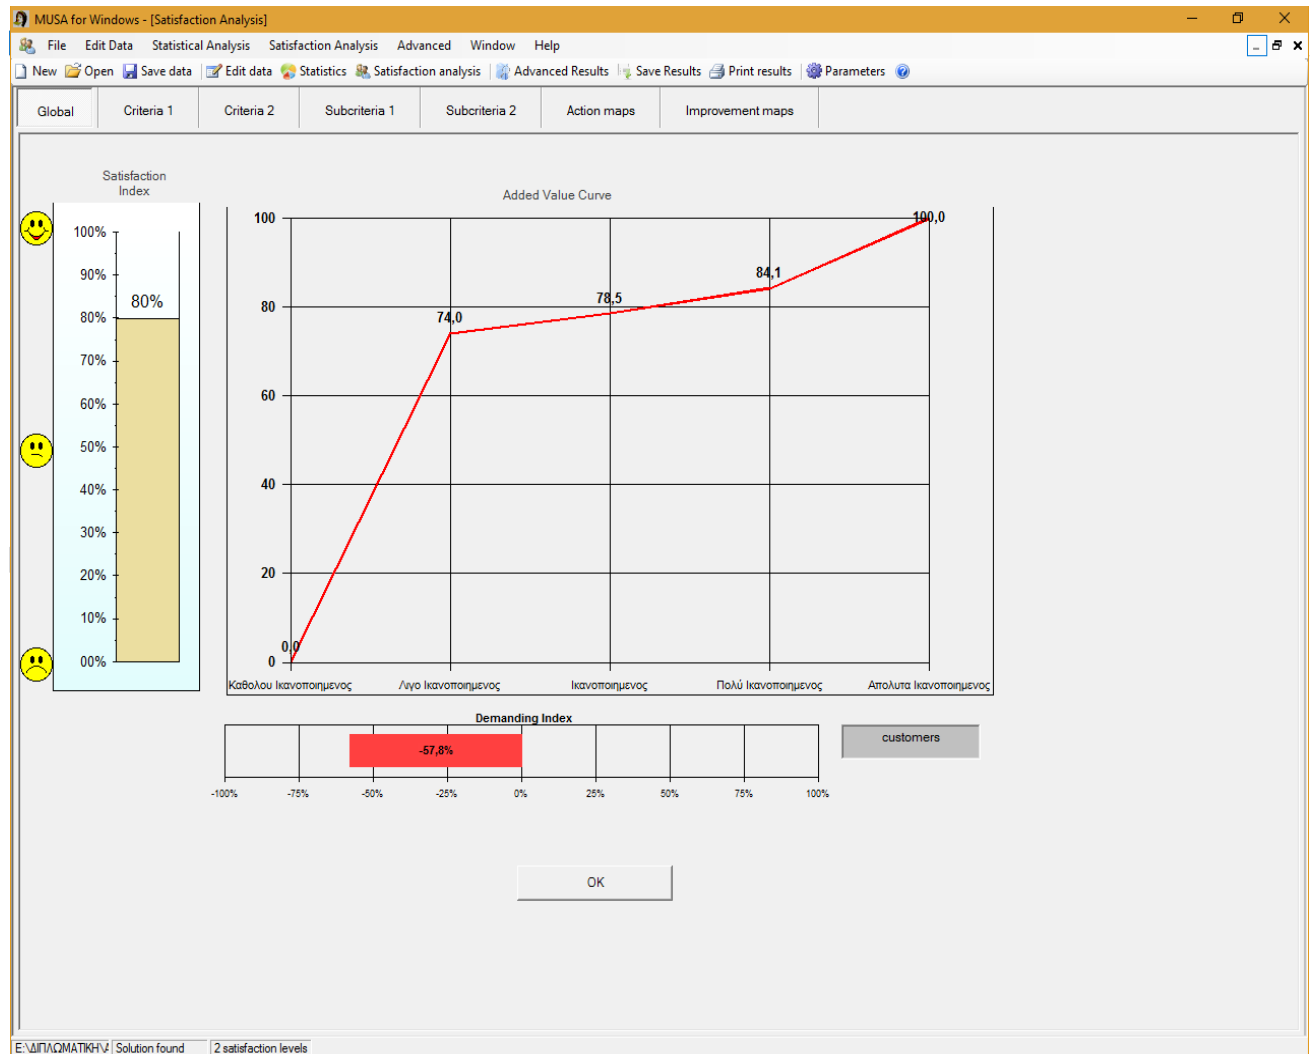 MUSA for Windows - [Satisfaction Analysis]
File Edit Data Statistical Analysis Satisfaction Analysis Advanced Window Help
New Open Save data Edit data Statistics Satisfaction analysis Advanced Results Save Results Print results Parameters
Global Criteria 1 Criteria 2 Subcriteria 1 Subcriteria 2 Action maps Improvement maps
Satisfaction
Index
100%
90%
80%
80%
70%
60%
50%
40%
30%
20%
10%
00%
Added Value Curve
100
80
60
40
20
0
0,0
74,0
78,5
84,1
100,0
Καθολου Ικανοποιημενος Λιγο Ικανοποιημενος Ικανοποιημενος Πολύ Ικανοποιημενος Απολυτα Ικανοποιημενος
Demanding Index
-57,8%
-100% -75% -50% -25% 0% 25% 50% 75% 100%
customers
OK
E:\ΔΙΠΛΩΜΑΤΙΚΗ\ Solution found 2 satisfaction levels